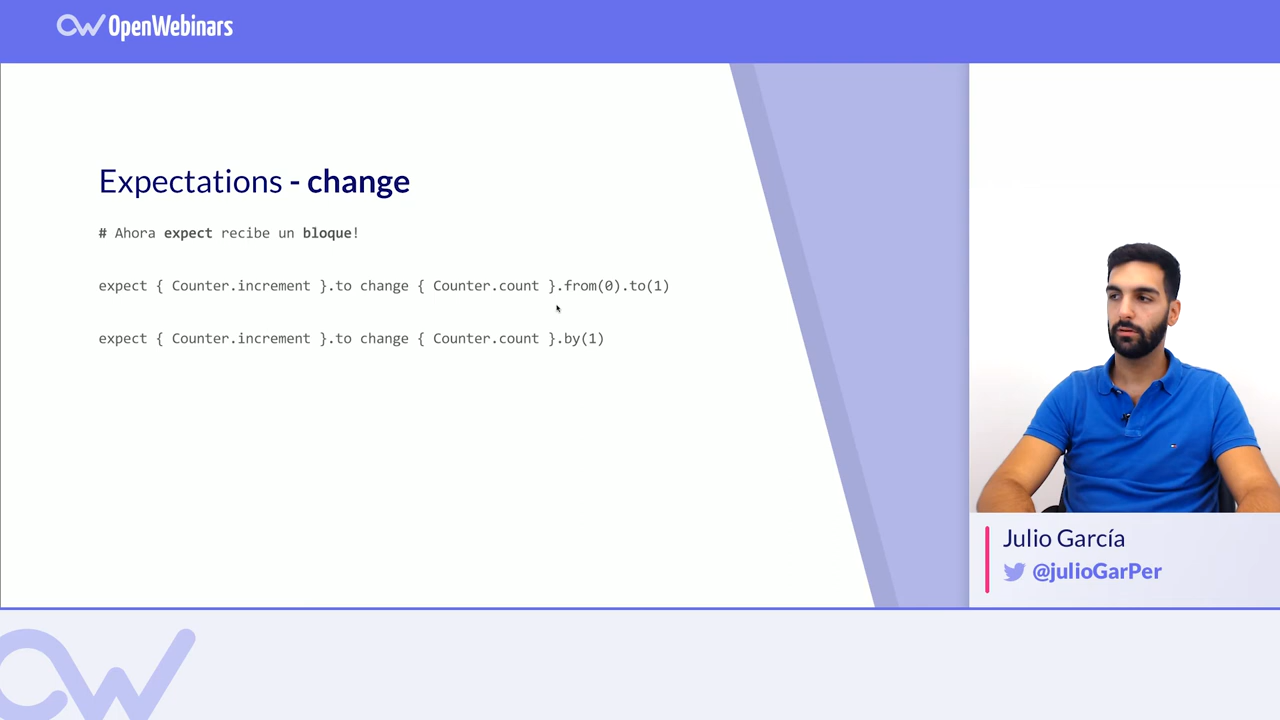 OpenWebinars
Expectations - change
# Ahora expect recibe un bloque!
expect { Counter.increment }.to change { Counter.count }.from(0).to(1)
expect { Counter.increment }.to change { Counter.count }.by(1)
Julio García
@julioGarPer